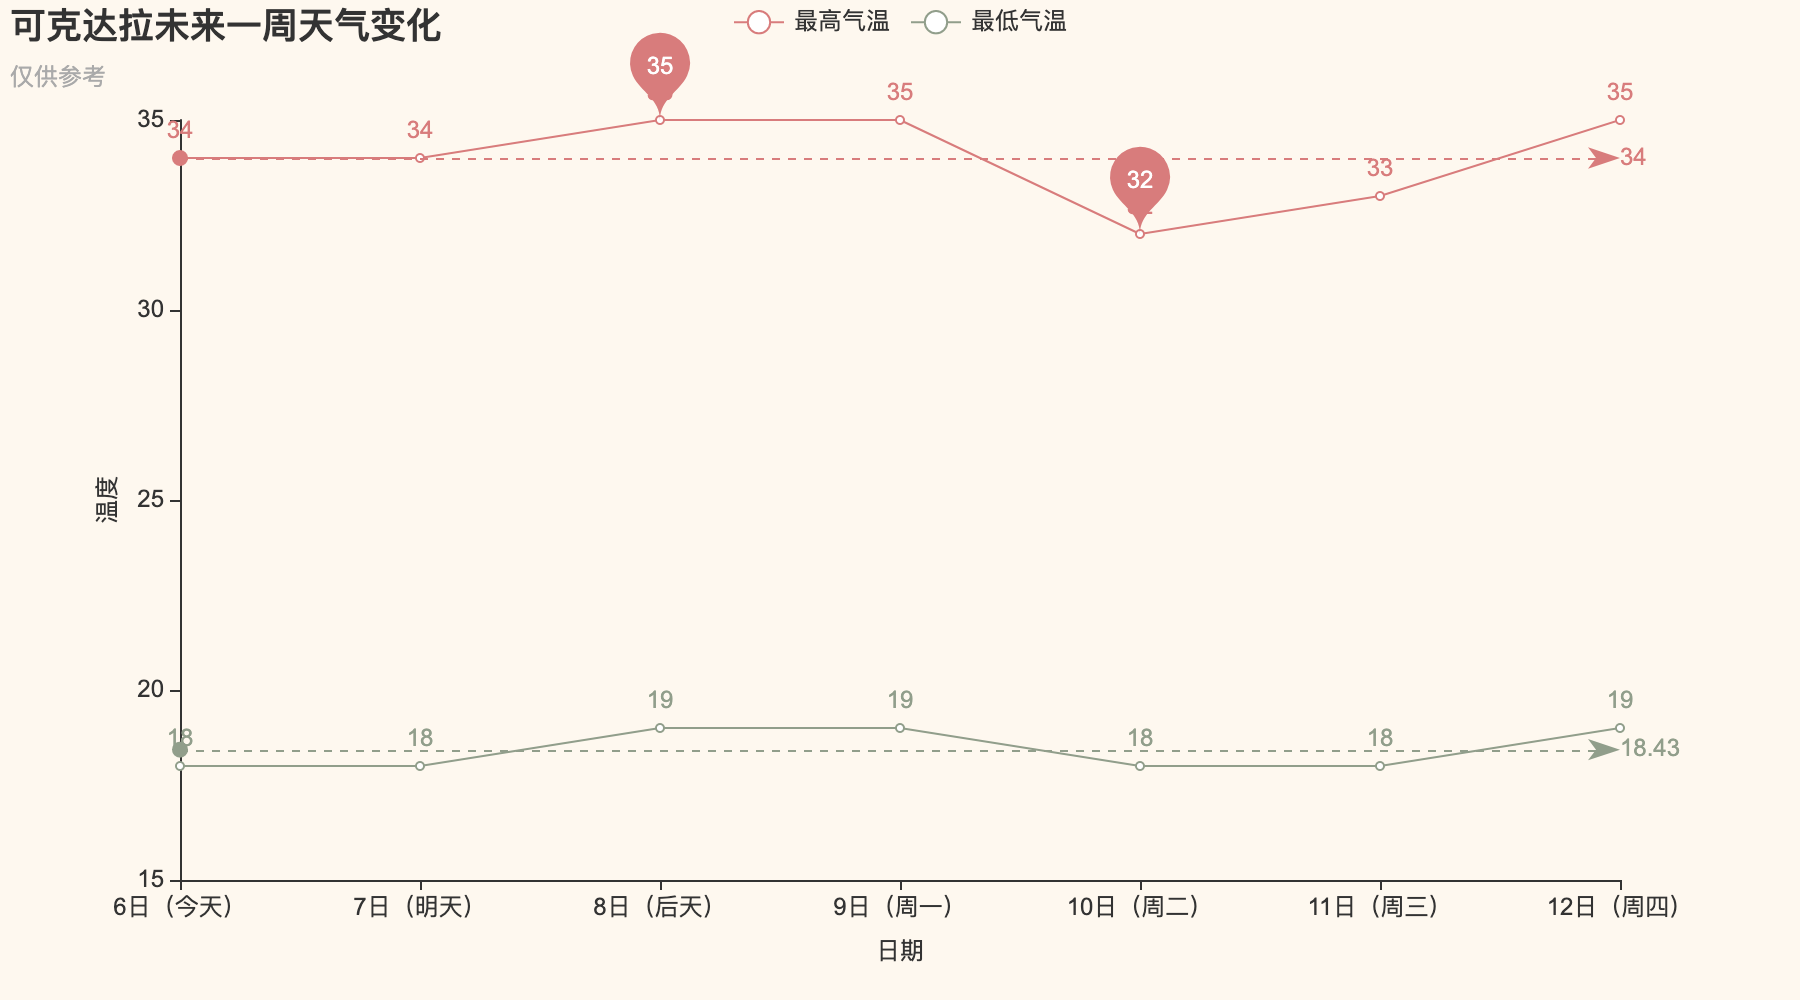 可克达拉未来一周天气变化
仅供参考
最高气温
最低气温
35
30
25
20
15
温度
34
34
35
35
32
33
35
34
18
18
19
19
18
18
19
18.43
6日（今天）
7日（明天）
8日（后天）
9日（周一）
10日（周二）
11日（周三）
12日（周四）
日期